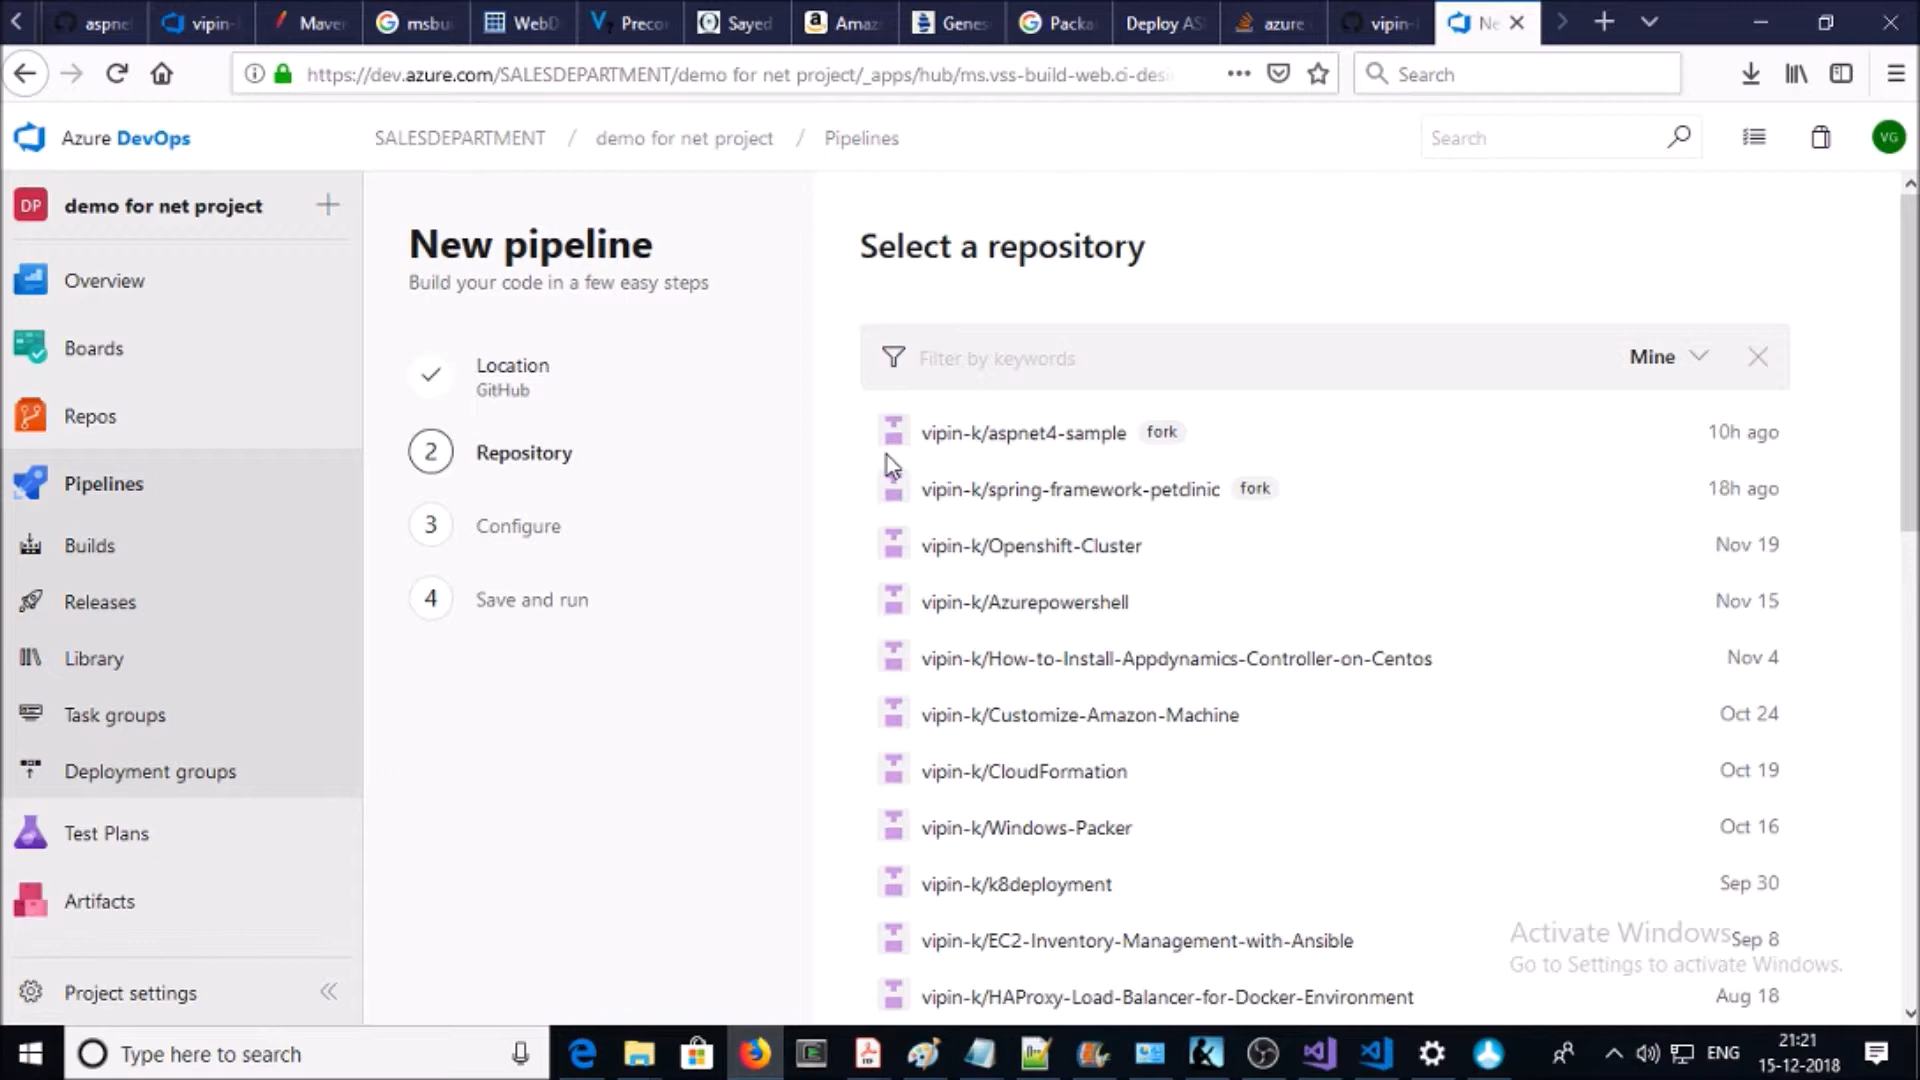 aspne
vipin-
Maver
msbu
WebD
Preco
Sayed
Amaz
Genes
Packa
Deploy AS
azure
vipin-
Ne
https://dev.azure.com/SALESDEPARTMENT/demo for net project/_apps/hub/ms.vss-build-web.ci-desi
Search
Azure DevOps
SALESDEPARTMENT / demo for net project / Pipelines
Search
VG
DP
demo for net project
Overview
Boards
Repos
Pipelines
Builds
Releases
Library
Task groups
Deployment groups
Test Plans
Artifacts
Project settings
New pipeline
Build your code in a few easy steps
Location
GitHub
2 Repository
3 Configure
4 Save and run
Select a repository
Filter by keywords
Mine
vipin-k/aspnet4-sample fork 10h ago
vipin-k/spring-framework-petclinic fork 18h ago
vipin-k/Openshift-Cluster Nov 19
vipin-k/Azurepowershell Nov 15
vipin-k/How-to-Install-Appdynamics-Controller-on-Centos Nov 4
vipin-k/Customize-Amazon-Machine Oct 24
vipin-k/CloudFormation Oct 19
vipin-k/Windows-Packer Oct 16
vipin-k/k8deployment Sep 30
vipin-k/EC2-Inventory-Management-with-Ansible Sep 8
vipin-k/HAProxy-Load-Balancer-for-Docker-Environment Aug 18
Activate Windows
Go to Settings to activate Windows.
Type here to search
ENG
21:21
15-12-2018